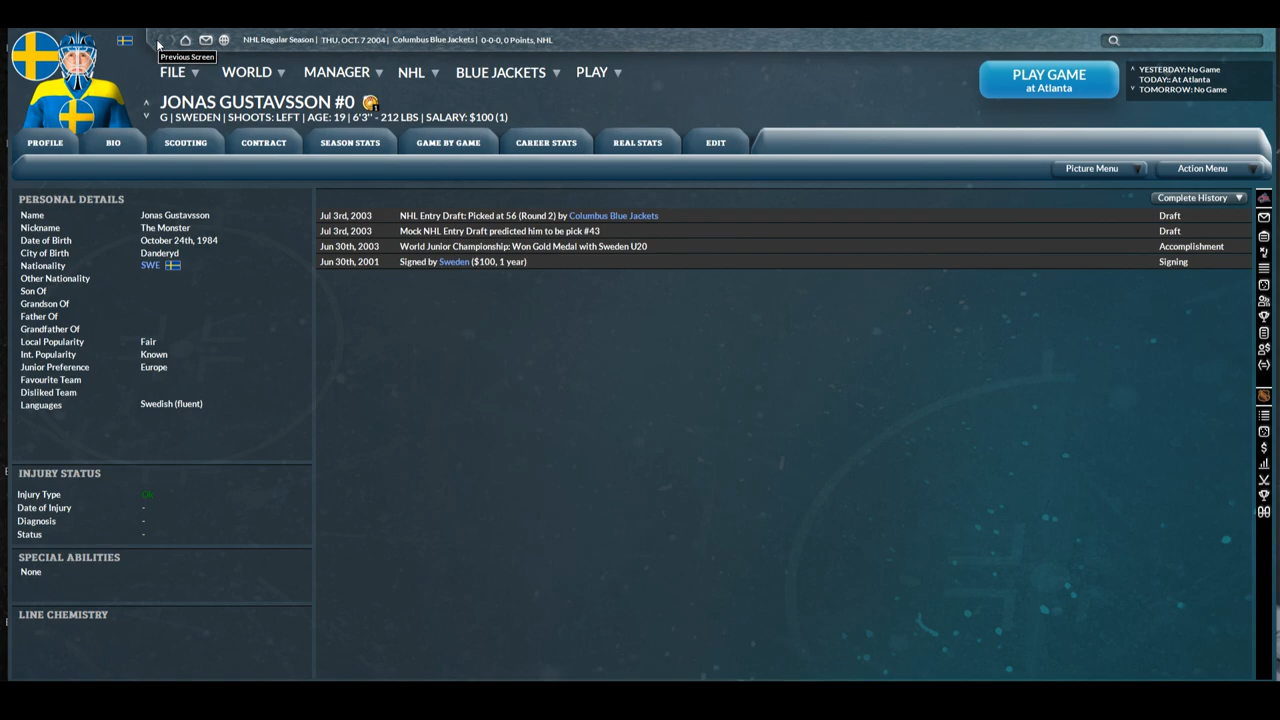 NHL Regular Season | THU. OCT. 7 2004 | Columbus Blue Jackets | 0-0-0, 0 Points, NHL
Previous Screen
FILE WORLD MANAGER NHL BLUE JACKETS PLAY
PLAY GAME
at Atlanta
YESTERDAY: No Game
TODAY:: At Atlanta
TOMORROW: No Game
JONAS GUSTAVSSON #0
G | SWEDEN | SHOOTS: LEFT | AGE: 19 | 6'3" - 212 LBS | SALARY: $100 (1)
PROFILE BIO SCOUTING CONTRACT SEASON STATS GAME BY GAME CAREER STATS REAL STATS EDIT
Picture Menu Action Menu
PERSONAL DETAILS
Name Jonas Gustavsson
Nickname The Monster
Date of Birth October 24th, 1984
City of Birth Danderyd
Nationality SWE
Other Nationality
Son Of
Grandson Of
Father Of
Grandfather Of
Local Popularity Fair
Int. Popularity Known
Junior Preference Europe
Favourite Team
Disliked Team
Languages Swedish (fluent)
Complete History
Jul 3rd, 2003 NHL Entry Draft: Picked at 56 (Round 2) by Columbus Blue Jackets Draft
Jul 3rd, 2003 Mock NHL Entry Draft predicted him to be pick #43 Draft
Jun 30th, 2003 World Junior Championship: Won Gold Medal with Sweden U20 Accomplishment
Jun 30th, 2001 Signed by Sweden ($100, 1 year) Signing
INJURY STATUS
Injury Type Ok
Date of Injury -
Diagnosis -
Status -
SPECIAL ABILITIES
None
LINE CHEMISTRY